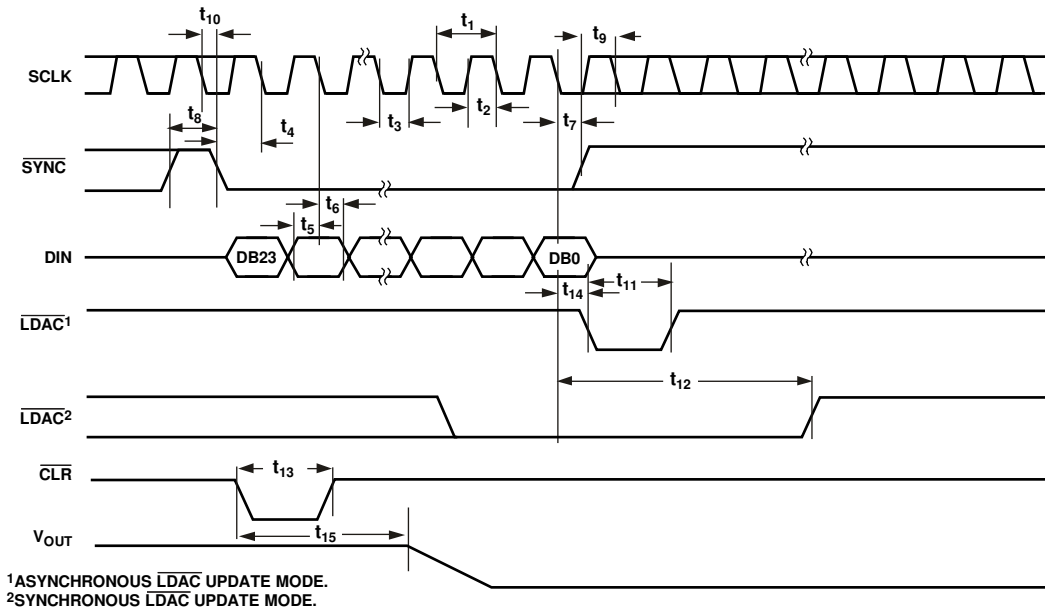 t10
t1
t9
SCLK
t8
t4
t3
t2
t7
SYNC
t6
t5
DIN
DB23
DB0
t14
t11
LDAC1
t12
LDAC2
CLR
t13
t15
VOUT
1ASYNCHRONOUS LDAC UPDATE MODE.
2SYNCHRONOUS LDAC UPDATE MODE.